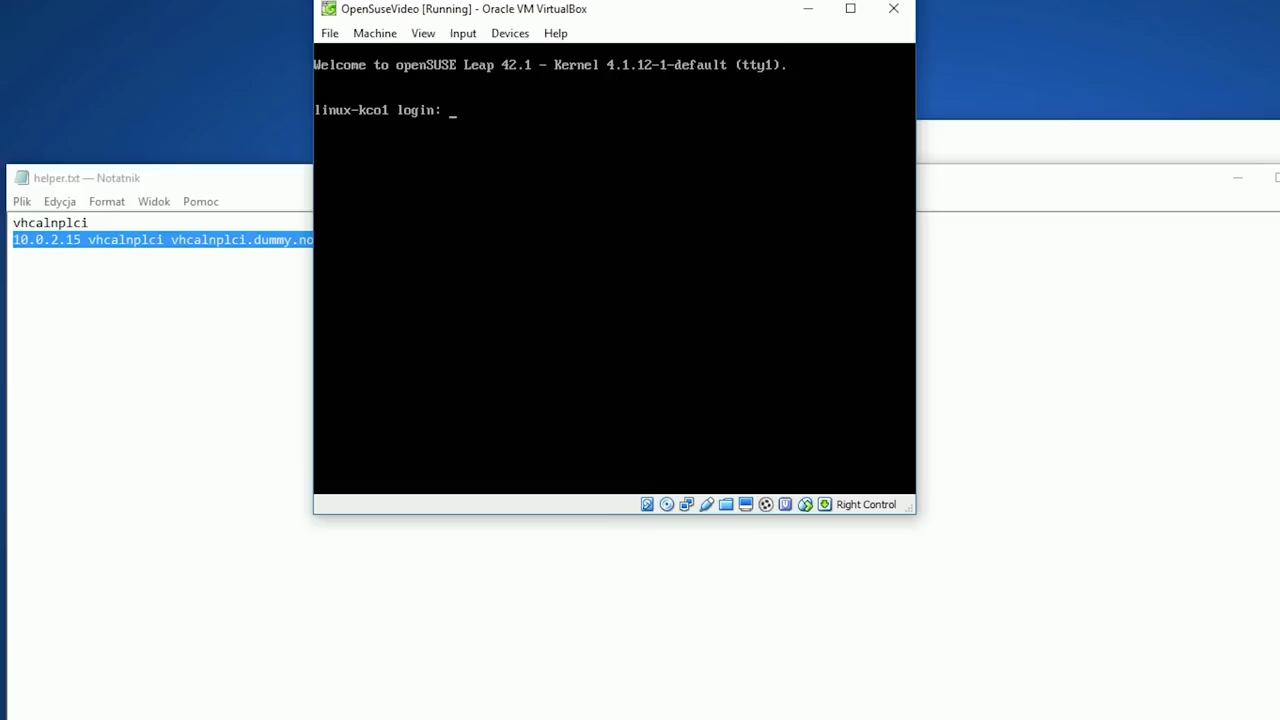 OpenSuseVideo [Running] - Oracle VM VirtualBox
File Machine View Input Devices Help
Welcome to openSUSE Leap 42.1 - Kernel 4.1.12-1-default (tty1).
linux-kco1 login: _
Right Control
helper.txt — Notatnik
Plik Edycja Format Widok Pomoc
vhcalnplci
10.0.2.15 vhcalnplci vhcalnplci.dummy.no